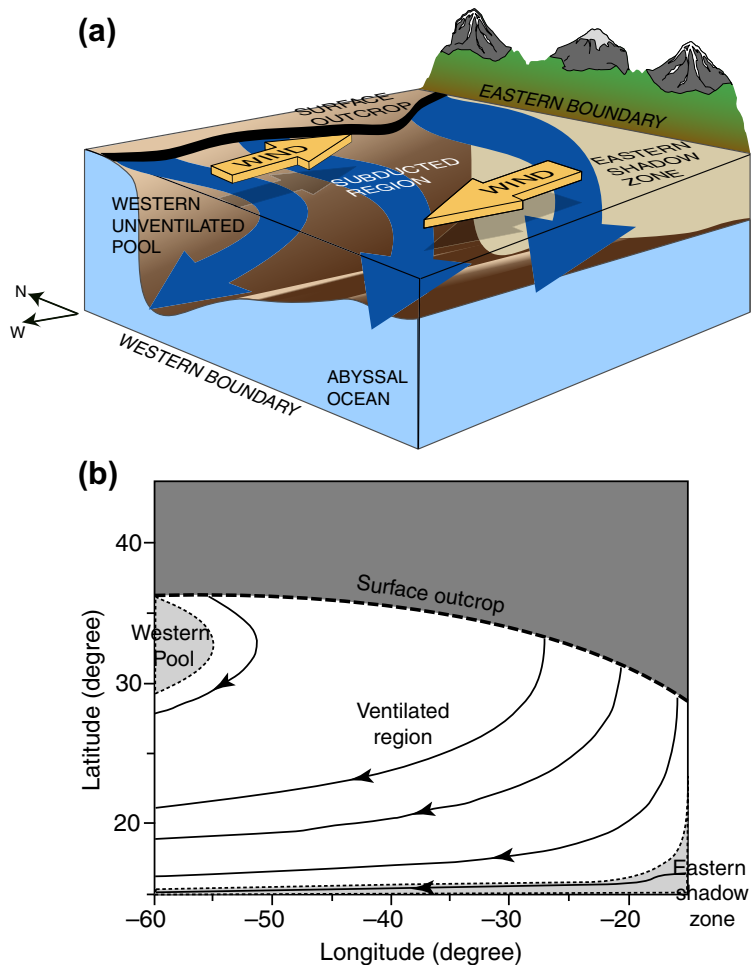 (a)
SURFACE
OUTCROP
EASTERN BOUNDARY
WIND
SUBDUCTED
REGION
WIND
EASTERN
SHADOW
ZONE
WESTERN
UNVENTILATED
POOL
N
W
WESTERN BOUNDARY
ABYSSAL
OCEAN
(b)
40
30
20
Latitude (degree)
Surface outcrop
Western
Pool
Ventilated
region
Eastern
shadow
zone
–60 –50 –40 –30 –20
Longitude (degree)